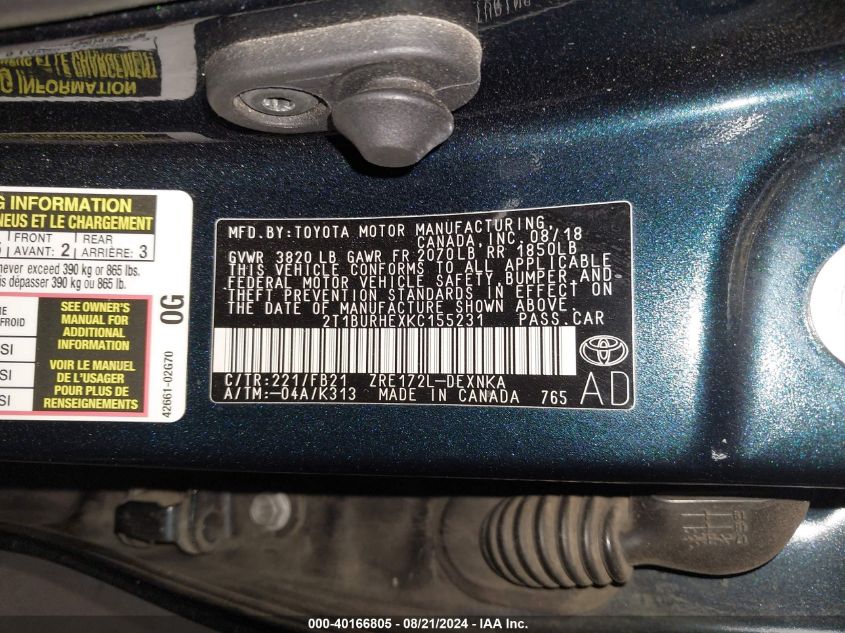 G INFORMATION
NEUS ET LE CHARGEMENT
FRONT
AVANT: 2
REAR
ARRIÈRE: 3
never exceed 390 kg or 865 lbs.
dépasser 390 kg ou 865 lb.
SEE OWNER'S
MANUAL FOR
ADDITIONAL
INFORMATION
VOIR LE MANUEL
DE L'USAGER
POUR PLUS DE
RENSEIGNEMENTS
0G
42661-02G70
MFD.BY:TOYOTA MOTOR MANUFACTURING
CANADA, INC. 08/18
GVWR 3820 LB GAWR FR 2070LB RR 1850LB
THIS VEHICLE CONFORMS TO ALL APPLICABLE
FEDERAL MOTOR VEHICLE SAFETY, BUMPER, AND
THEFT PREVENTION STANDARDS IN EFFECT ON
THE DATE OF MANUFACTURE SHOWN ABOVE.
2T1BURHEXKC155231 PASS.CAR
C/TR:221/FB21 ZRE172L-DEXNKA
A/TM:-04A/K313 MADE IN CANADA 765
AD
000-40166805 - 08/21/2024 - IAA Inc.